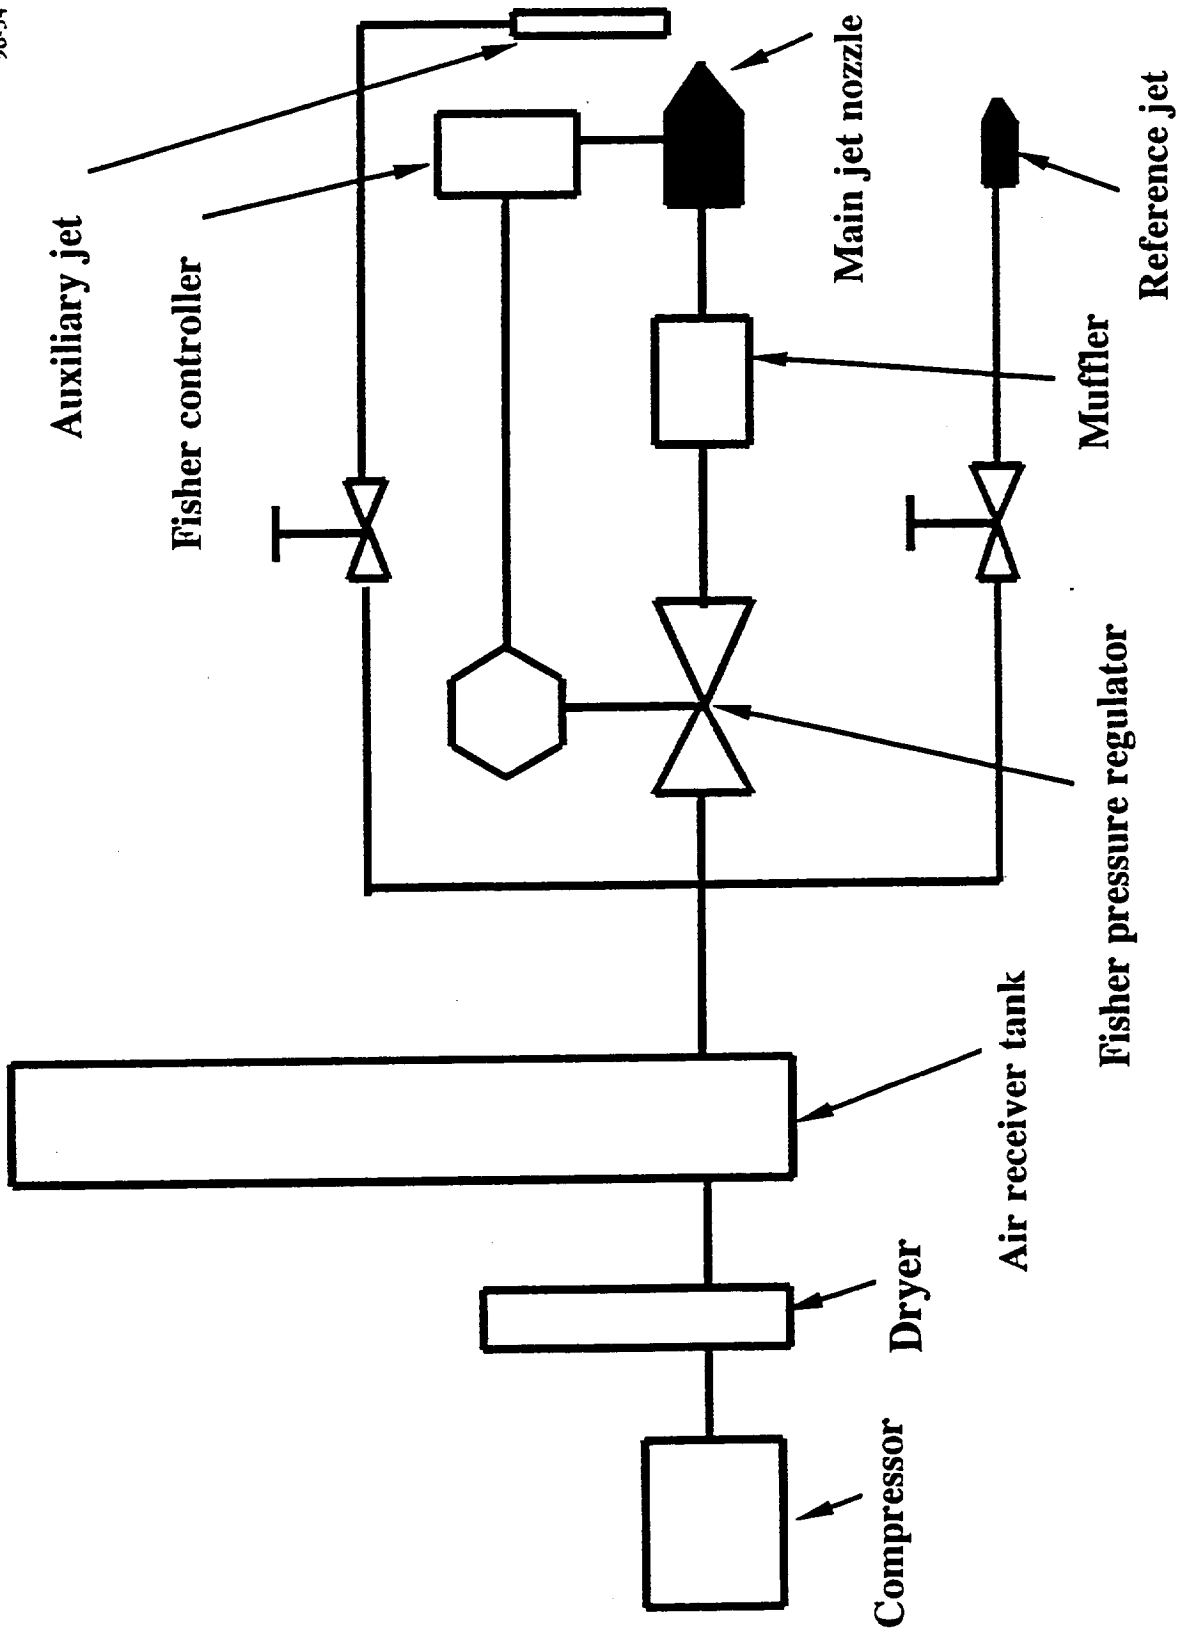 Auxiliary jet
Fisher controller
Main jet nozzle
Reference jet
Muffler
Fisher pressure regulator
Air receiver tank
Dryer
Compressor